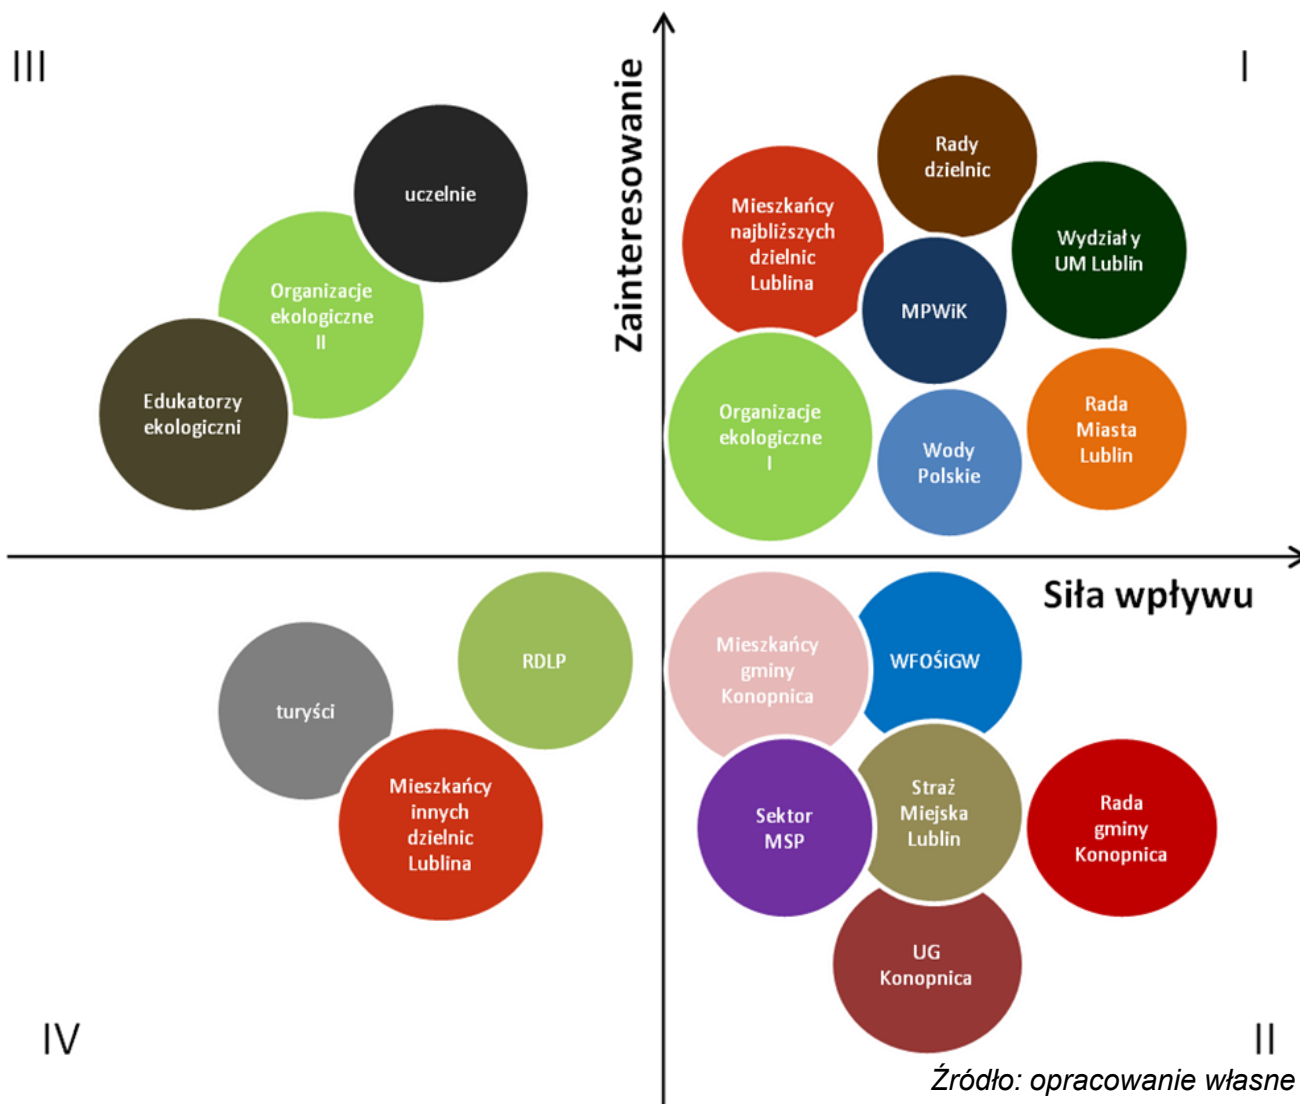 III
I
Zainteresowanie
uczelnie
Organizacje
ekologiczne
II
Edukatorzy
ekologiczni
Rady
dzielnic
Mieszkańcy
najbliższych
dzielnic
Lublina
Wydziały
UM Lublin
MPWiK
Organizacje
ekologiczne
I
Wody
Polskie
Rada
Miasta
Lublin
Siła wpływu
RDLP
turyści
Mieszkańcy
innych
dzielnic
Lublina
Mieszkańcy
gminy
Konopnica
WFOŚiGW
Sektor
MSP
Straż
Miejska
Lublin
Rada
gminy
Konopnica
UG
Konopnica
IV
II
Źródło: opracowanie własne